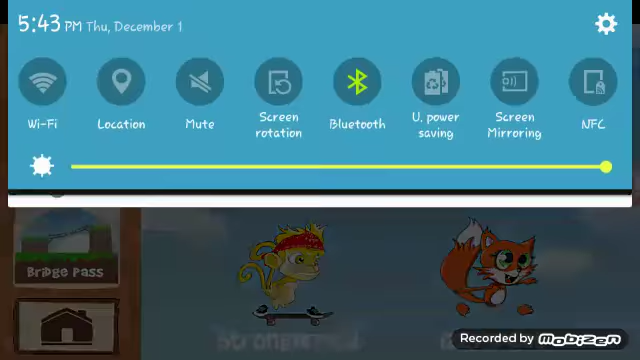 5:43 PM Thu, December 1
Wi-Fi
Location
Mute
Screen
rotation
Bluetooth
U. power
saving
Screen
Mirroring
NFC
Bridge Pass
Recorded by Mobizen